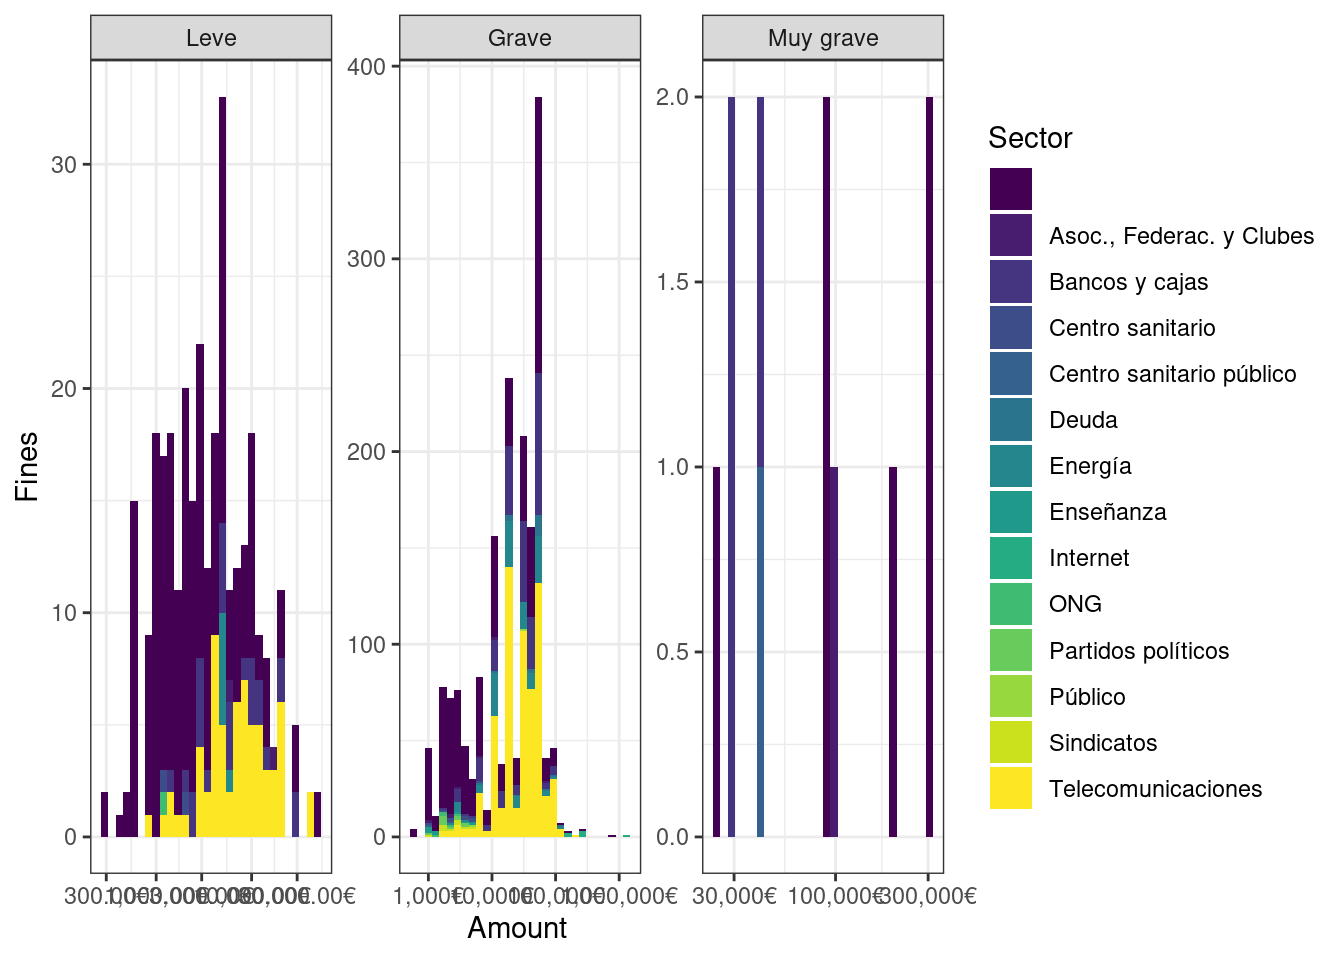 Leve
Grave
Muy grave
Fines
30
20
10
0
400
300
200
100
0
2.0
1.5
1.0
0.5
0.0
30,000€
100,000€
300,000€
Amount
Sector
Asoc., Federac. y Clubes
Bancos y cajas
Centro sanitario
Centro sanitario público
Deuda
Energía
Enseñanza
Internet
ONG
Partidos políticos
Público
Sindicatos
Telecomunicaciones